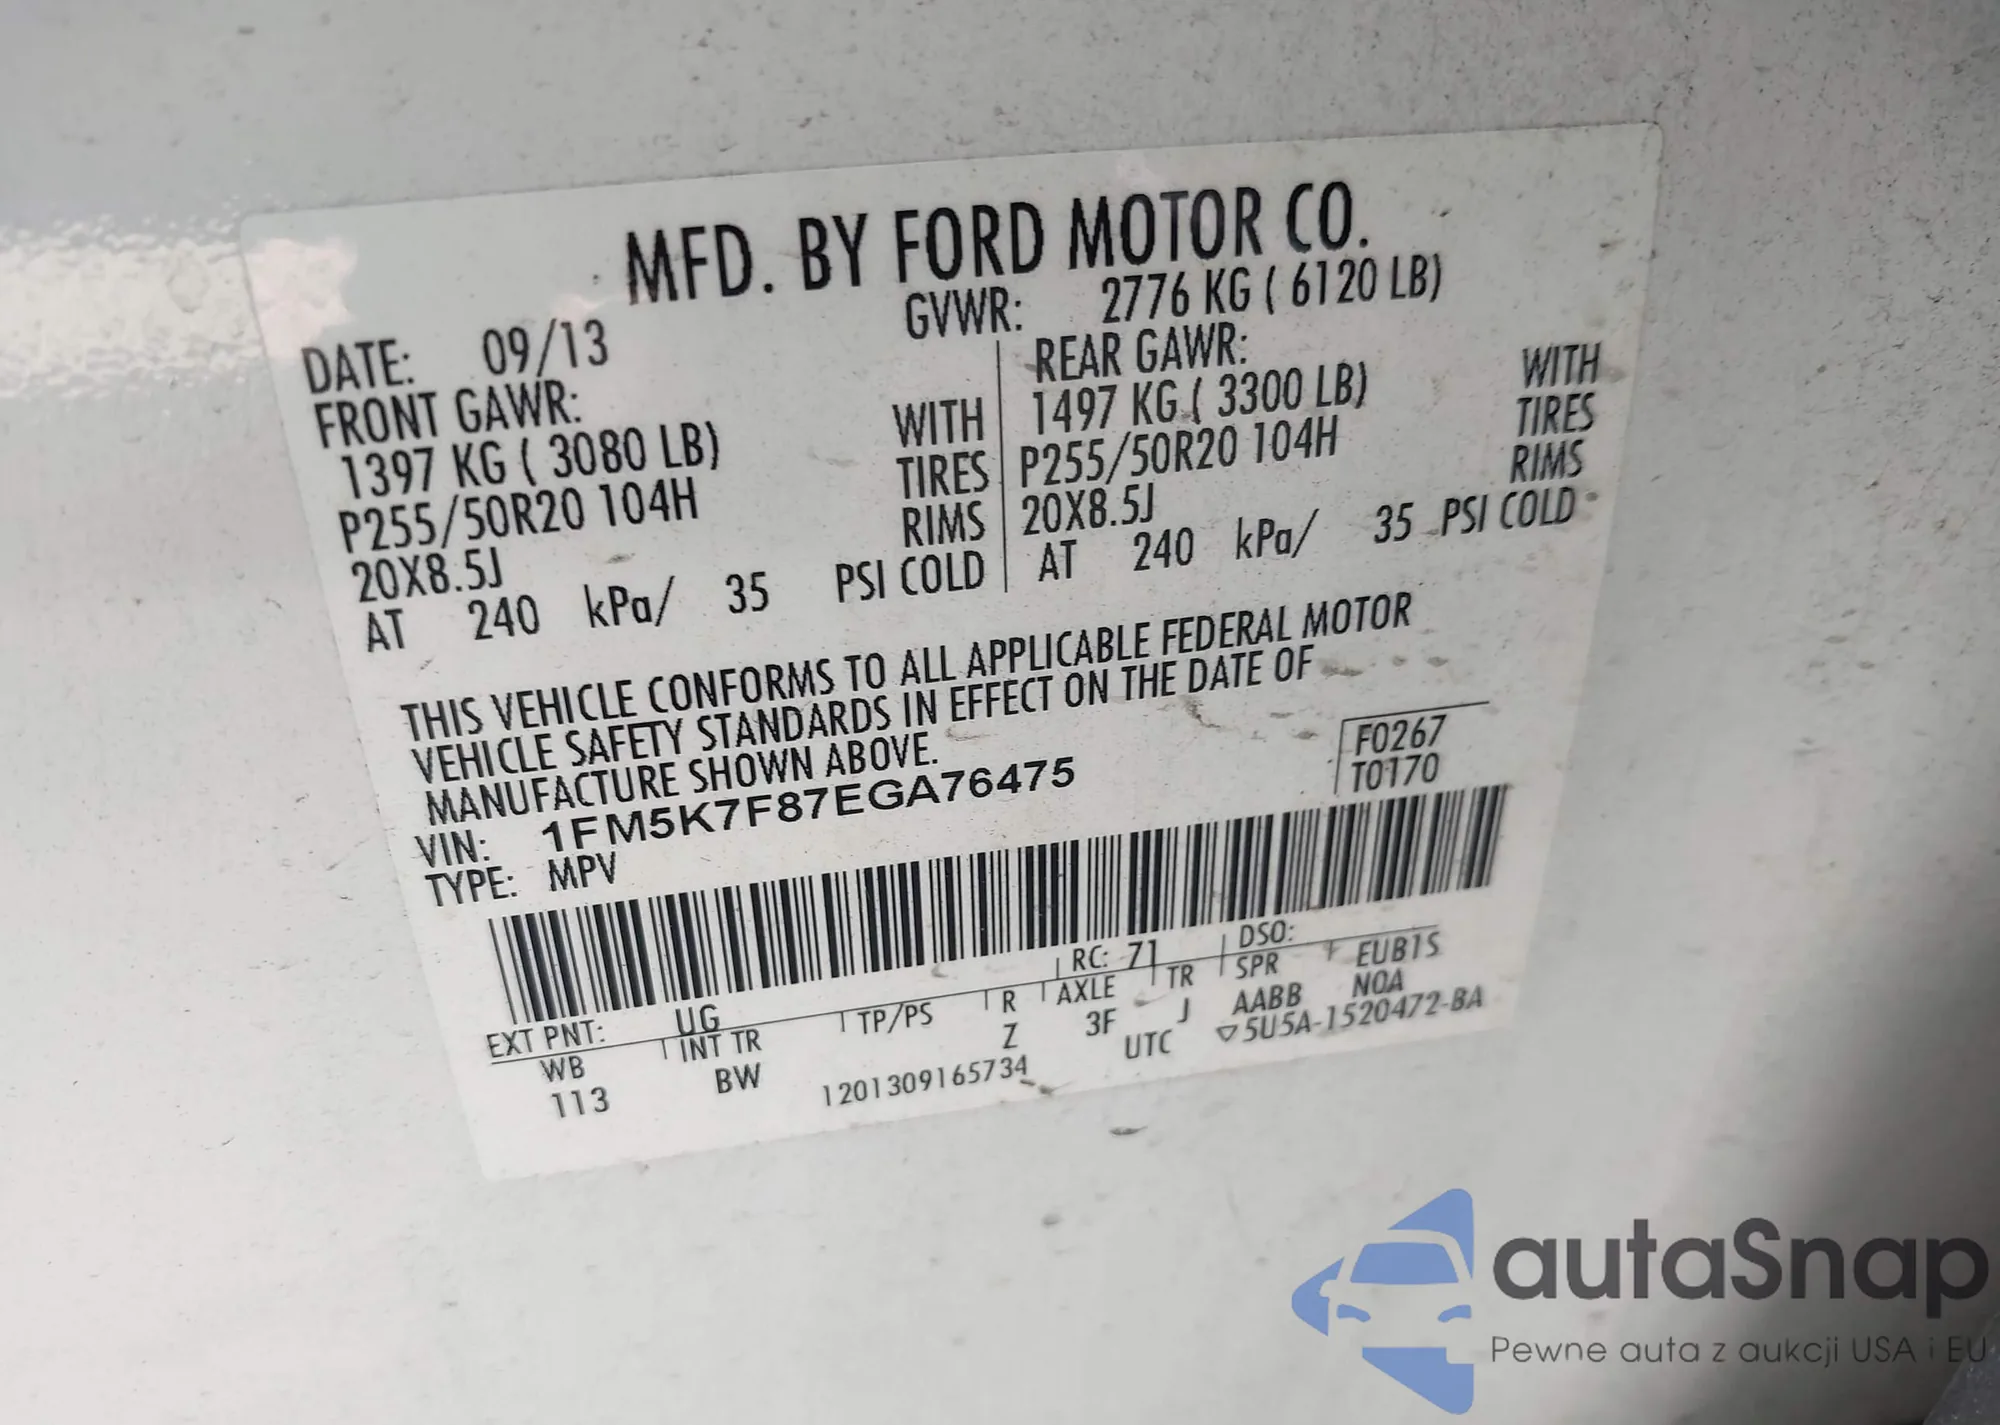 MFD. BY FORD MOTOR CO.
DATE: 09/13 GVWR: 2776 KG ( 6120 LB)
FRONT GAWR: REAR GAWR:
1397 KG ( 3080 LB) WITH 1497 KG ( 3300 LB) WITH
P255/50R20 104H TIRES P255/50R20 104H TIRES
20X8.5J RIMS 20X8.5J RIMS
AT 240 kPa/ 35 PSI COLD AT 240 kPa/ 35 PSI COLD
THIS VEHICLE CONFORMS TO ALL APPLICABLE FEDERAL MOTOR
VEHICLE SAFETY STANDARDS IN EFFECT ON THE DATE OF
MANUFACTURE SHOWN ABOVE.
F0267
T0170
VIN: 1FM5K7F87EGA76475
TYPE: MPV
EXT PNT: UG RC: 71 DSO:
WB INT TR TP/PS R AXLE TR SPR EUB1S
113 BW Z 3F J AABB NOA
1201309165734 UTC ▽5U5A-1520472-BA
autaSnap
Pewne auta z aukcji USA i EU